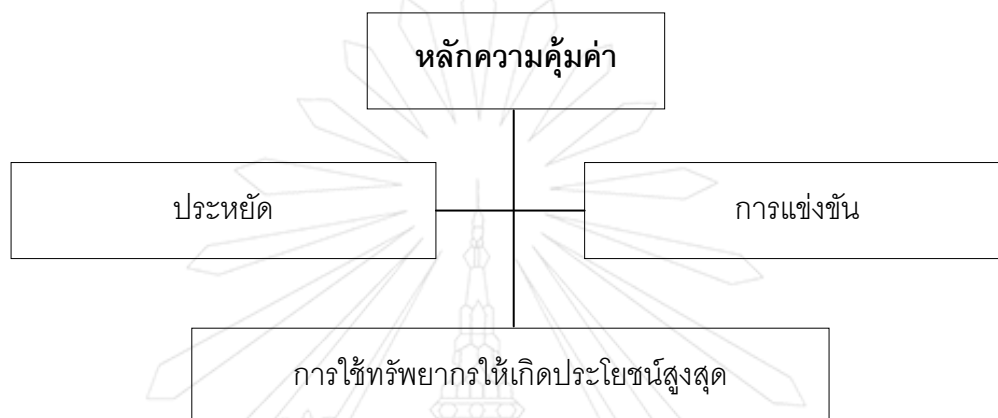 หลักความคุ้มค่า
ประหยัด
การแข่งขัน
การใช้ทรัพยากรให้เกิดประโยชน์สูงสุด